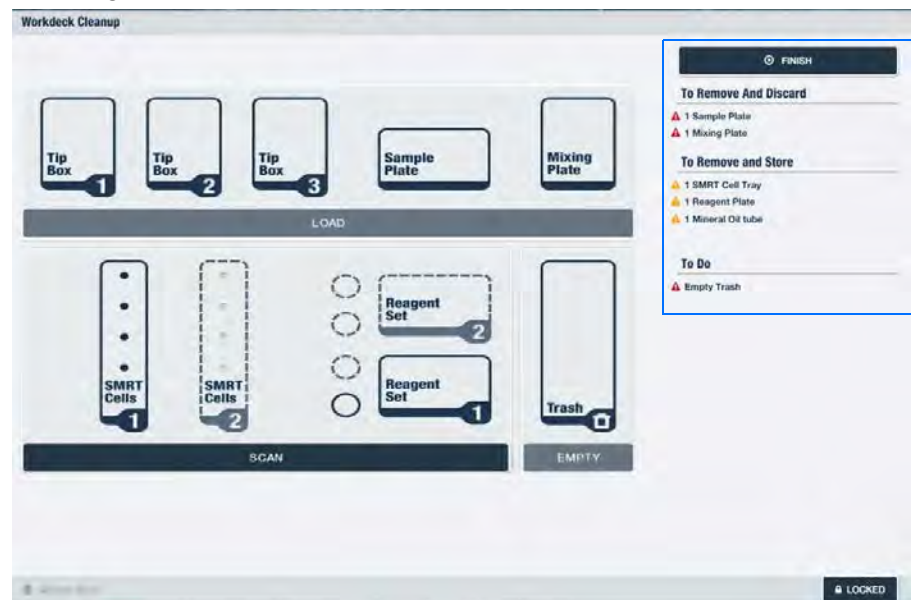 Workdeck Cleanup
FINISH
To Remove And Discard
1 Sample Plate
1 Mixing Plate
To Remove and Store
1 SMRT Cell Tray
1 Reagent Plate
1 Mineral Oil tube
To Do
Empty Trash
Tip
Box
1
Tip
Box
2
Tip
Box
3
Sample
Plate
Mixing
Plate
LOAD
SMRT
Cells
1
SMRT
Cells
2
Reagent
Set
2
Reagent
Set
1
Trash
SCAN
EMPTY
LOCKED